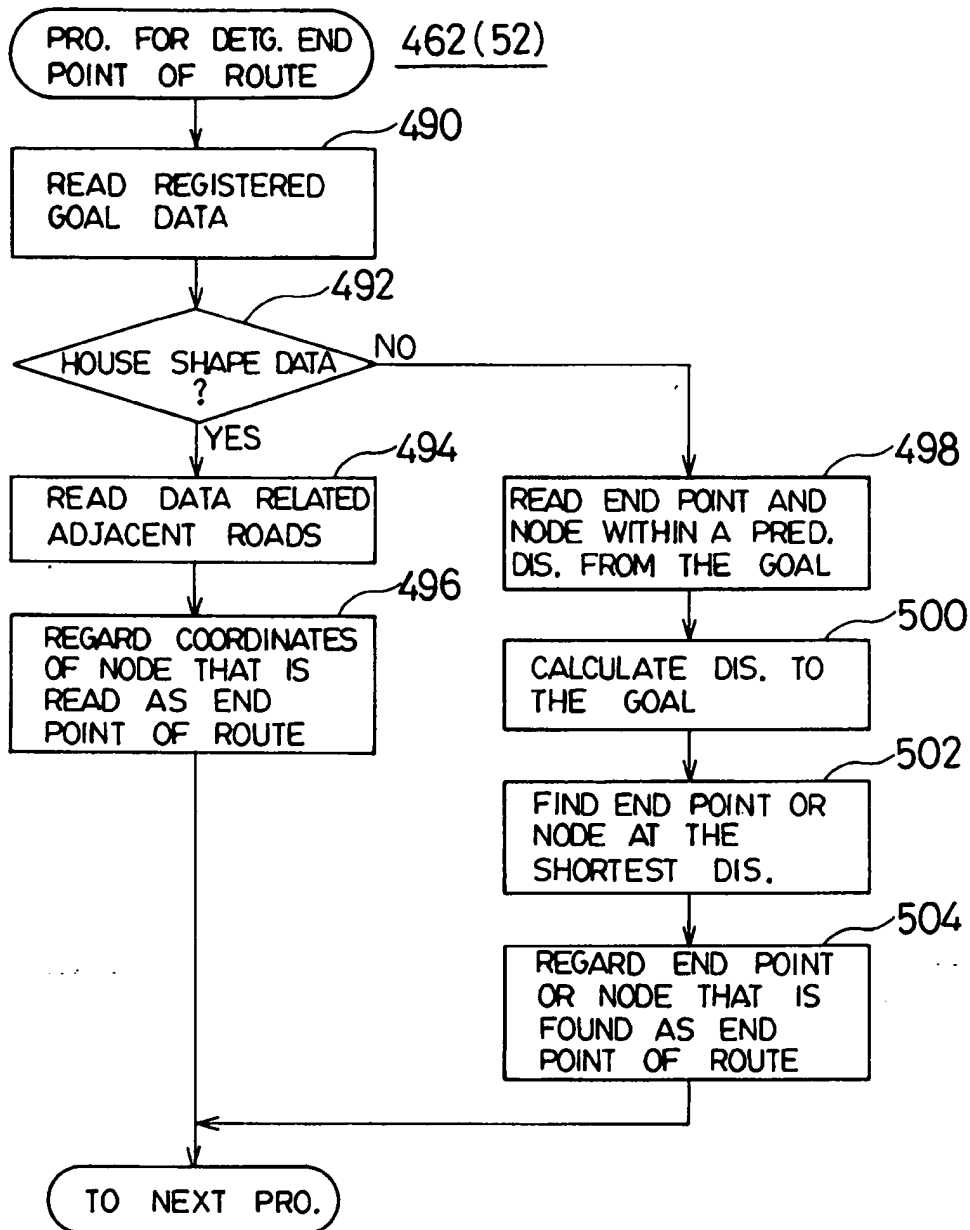 PRO. FOR DETG. END
POINT OF ROUTE
462(52)
490
READ REGISTERED
GOAL DATA
492
HOUSE SHAPE DATA
?
NO
YES
494
READ DATA RELATED
ADJACENT ROADS
496
REGARD COORDINATES
OF NODE THAT IS
READ AS END
POINT OF ROUTE
498
READ END POINT AND
NODE WITHIN A PRED.
DIS. FROM THE GOAL
500
CALCULATE DIS. TO
THE GOAL
502
FIND END POINT OR
NODE AT THE
SHORTEST DIS.
504
REGARD END POINT
OR NODE THAT IS
FOUND AS END
POINT OF ROUTE
TO NEXT PRO.